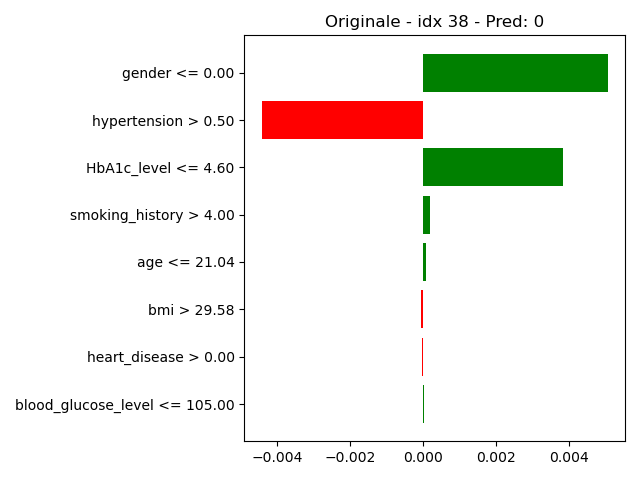 Originale - idx 38 - Pred: 0
gender <= 0.00
hypertension > 0.50
HbA1c_level <= 4.60
smoking_history > 4.00
age <= 21.04
bmi > 29.58
heart_disease > 0.00
blood_glucose_level <= 105.00
−0.004 −0.002 0.000 0.002 0.004